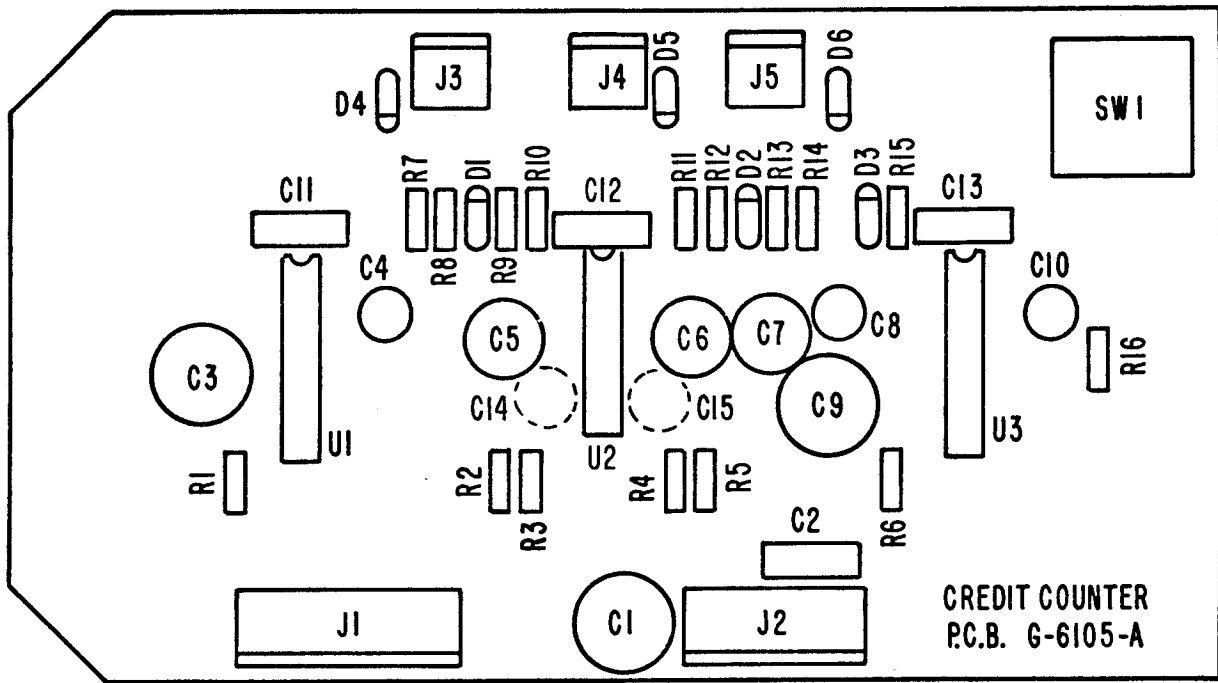 D4
J3
J4
D5
J5
D6
SW1
C11
R7
R8
D1
R9
R10
C12
R11
R12
D2
R13
R14
D3
R15
C13
C4
C5
C6
C7
C8
C10
R16
C3
C14
C15
C9
U1
U2
U3
R1
R2
R3
R4
R5
R6
C2
J1
C1
J2
CREDIT COUNTER
P.C.B. G-6105-A